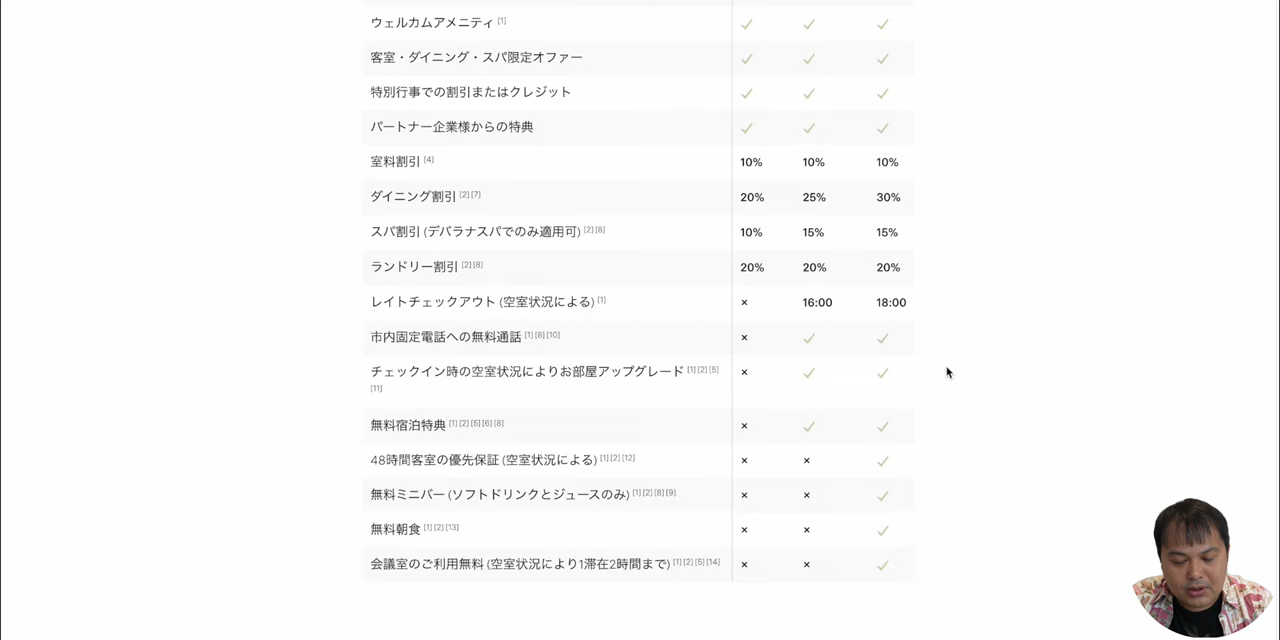 ウェルカムアメニティ [1] ✓ ✓ ✓
客室・ダイニング・スパ限定オファー ✓ ✓ ✓
特別行事での割引またはクレジット ✓ ✓ ✓
パートナー企業様からの特典 ✓ ✓ ✓
室料割引 [4] 10% 10% 10%
ダイニング割引 [2] [7] 20% 25% 30%
スパ割引 (デバラナスパでのみ適用可) [2] [8] 10% 15% 15%
ランドリー割引 [2] [8] 20% 20% 20%
レイトチェックアウト (空室状況による) [1] × 16:00 18:00
市内固定電話への無料通話 [1] [8] [10] × ✓ ✓
チェックイン時の空室状況によりお部屋アップグレード [1] [2] [5] × ✓ ✓
[11]
無料宿泊特典 [1] [2] [5] [6] [8] × ✓ ✓
48時間客室の優先保証 (空室状況による) [1] [2] [12] × × ✓
無料ミニバー (ソフトドリンクとジュースのみ) [1] [2] [8] [9] × × ✓
無料朝食 [1] [2] [13] × × ✓
会議室のご利用無料 (空室状況により1滞在2時間まで) [1] [2] [5] [14] × × ✓